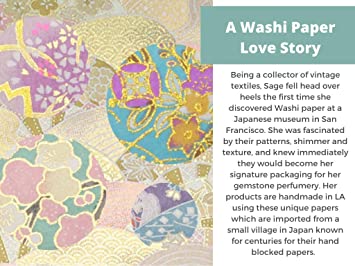 A Washi Paper
Love Story
Being a collector of vintage
textiles, Sage fell head over
heels the first time she
discovered Washi paper at a
Japanese museum in San
Francisco. She was fascinated
by their patterns, shimmer and
texture, and knew immediately
they would become her
signature packaging for her
gemstone perfumery. Her
products are handmade in LA
using these unique papers
which are imported from a
small village in Japan known
for centuries for their hand
blocked papers.